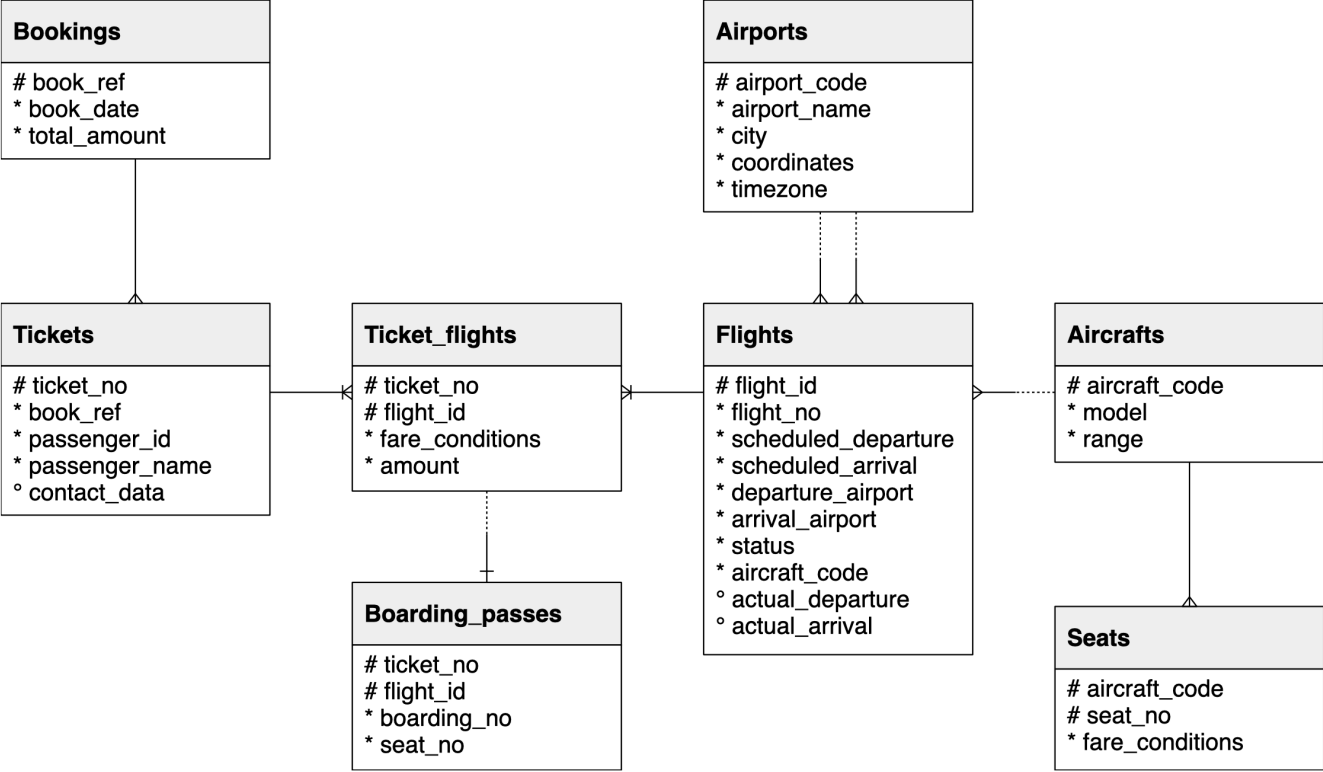 Bookings
# book_ref
* book_date
* total_amount
Airports
# airport_code
* airport_name
* city
* coordinates
* timezone
Tickets
# ticket_no
* book_ref
* passenger_id
* passenger_name
° contact_data
Ticket_flights
# ticket_no
# flight_id
* fare_conditions
* amount
Flights
# flight_id
* flight_no
* scheduled_departure
* scheduled_arrival
* departure_airport
* arrival_airport
* status
* aircraft_code
° actual_departure
° actual_arrival
Aircrafts
# aircraft_code
* model
* range
Boarding_passes
# ticket_no
# flight_id
* boarding_no
* seat_no
Seats
# aircraft_code
# seat_no
* fare_conditions